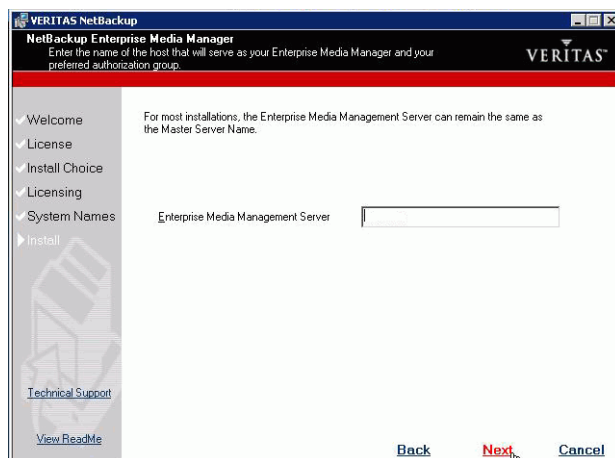 VERITAS NetBackup
NetBackup Enterprise Media Manager
Enter the name of the host that will serve as your Enterprise Media Manager and your
preferred authorization group.
VERITAS™
Welcome
License
Install Choice
Licensing
System Names
Install
For most installations, the Enterprise Media Management Server can remain the same as
the Master Server Name.
Enterprise Media Management Server
Technical Support
View ReadMe
Back Next Cancel